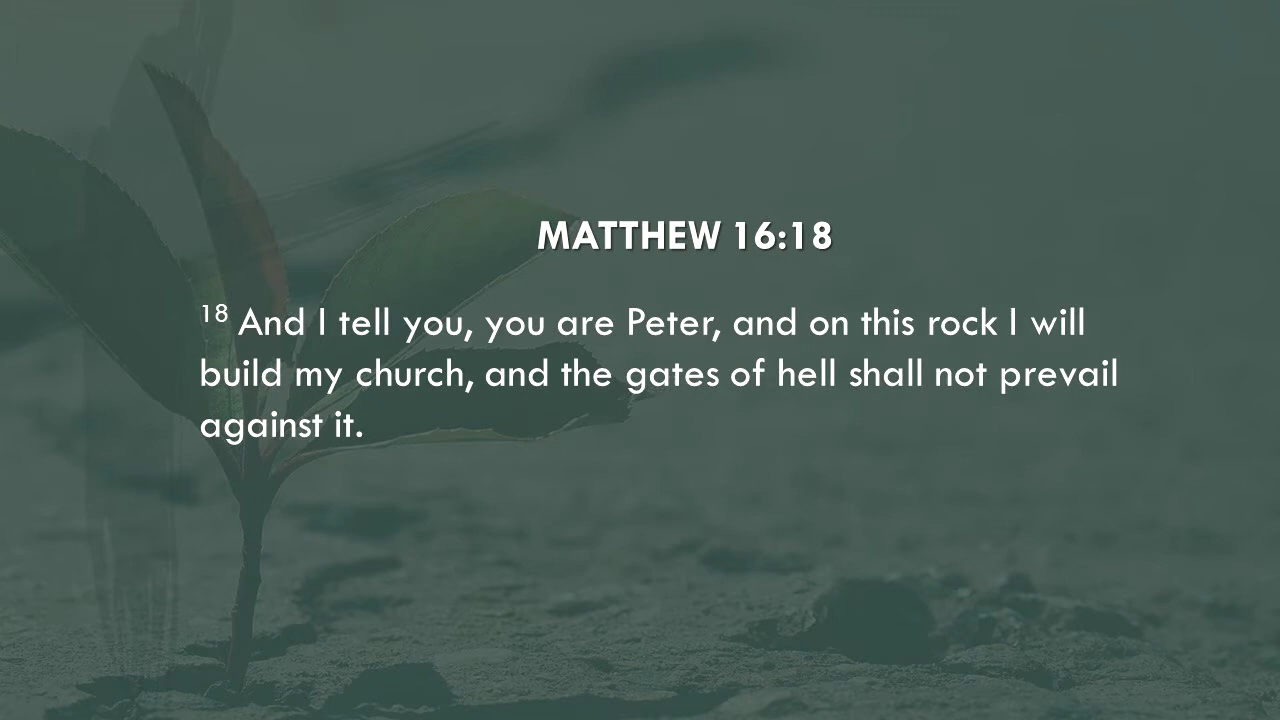 MATTHEW 16:18
18 And I tell you, you are Peter, and on this rock I will
build my church, and the gates of hell shall not prevail
against it.